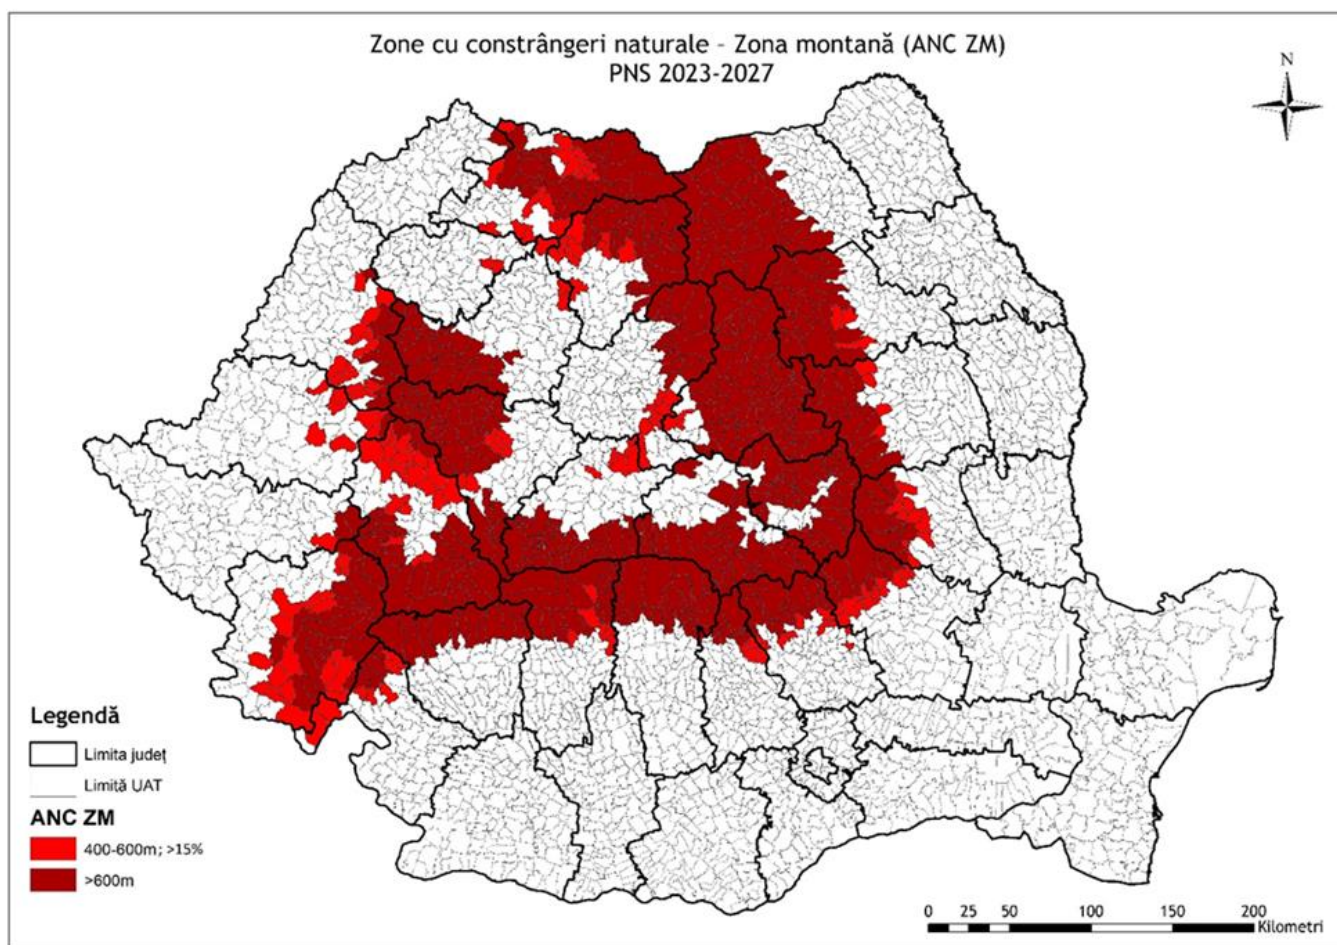 Zone cu constrângeri naturale - Zona montană (ANC ZM)
PNS 2023-2027
N
Legendă
Limita județ
Limită UAT
ANC ZM
400-600m; >15%
>600m
0 25 50 100 150 200
Kilometri